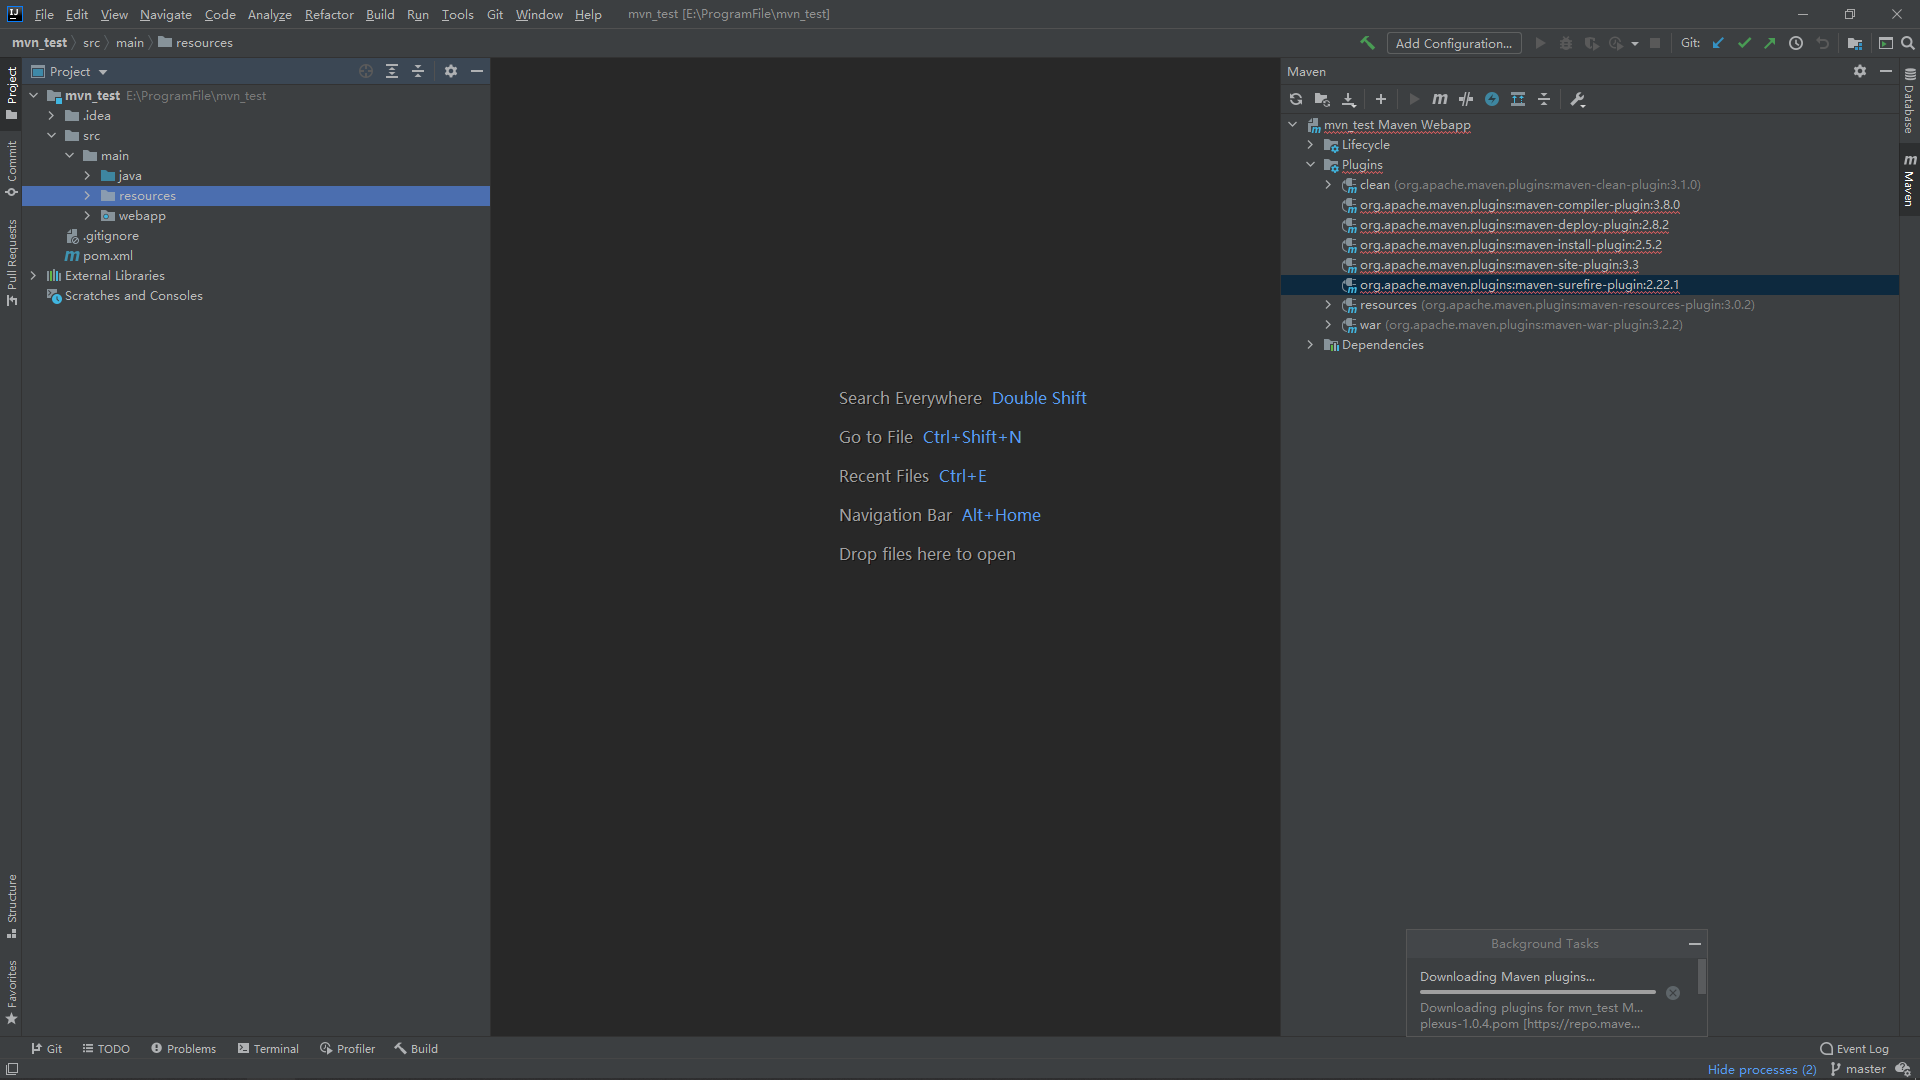 File Edit View Navigate Code Analyze Refactor Build Run Tools Git Window Help mvn_test [E:\ProgramFile\mvn_test]
mvn_test src main resources
Add Configuration... Git:
Project
Maven
mvn_test E:\ProgramFile\mvn_test
.idea
src
main
java
resources
webapp
.gitignore
pom.xml
External Libraries
Scratches and Consoles
Search Everywhere Double Shift
Go to File Ctrl+Shift+N
Recent Files Ctrl+E
Navigation Bar Alt+Home
Drop files here to open
mvn_test Maven Webapp
Lifecycle
Plugins
clean (org.apache.maven.plugins:maven-clean-plugin:3.1.0)
org.apache.maven.plugins:maven-compiler-plugin:3.8.0
org.apache.maven.plugins:maven-deploy-plugin:2.8.2
org.apache.maven.plugins:maven-install-plugin:2.5.2
org.apache.maven.plugins:maven-site-plugin:3.3
org.apache.maven.plugins:maven-surefire-plugin:2.22.1
resources (org.apache.maven.plugins:maven-resources-plugin:3.0.2)
war (org.apache.maven.plugins:maven-war-plugin:3.2.2)
Dependencies
Project
Commit
Pull Requests
Structure
Favorites
Database
Maven
Background Tasks
Downloading Maven plugins...
Downloading plugins for mvn_test M...
plexus-1.0.4.pom [https://repo.mave...
Git TODO Problems Terminal Profiler Build Event Log
Hide processes (2) master